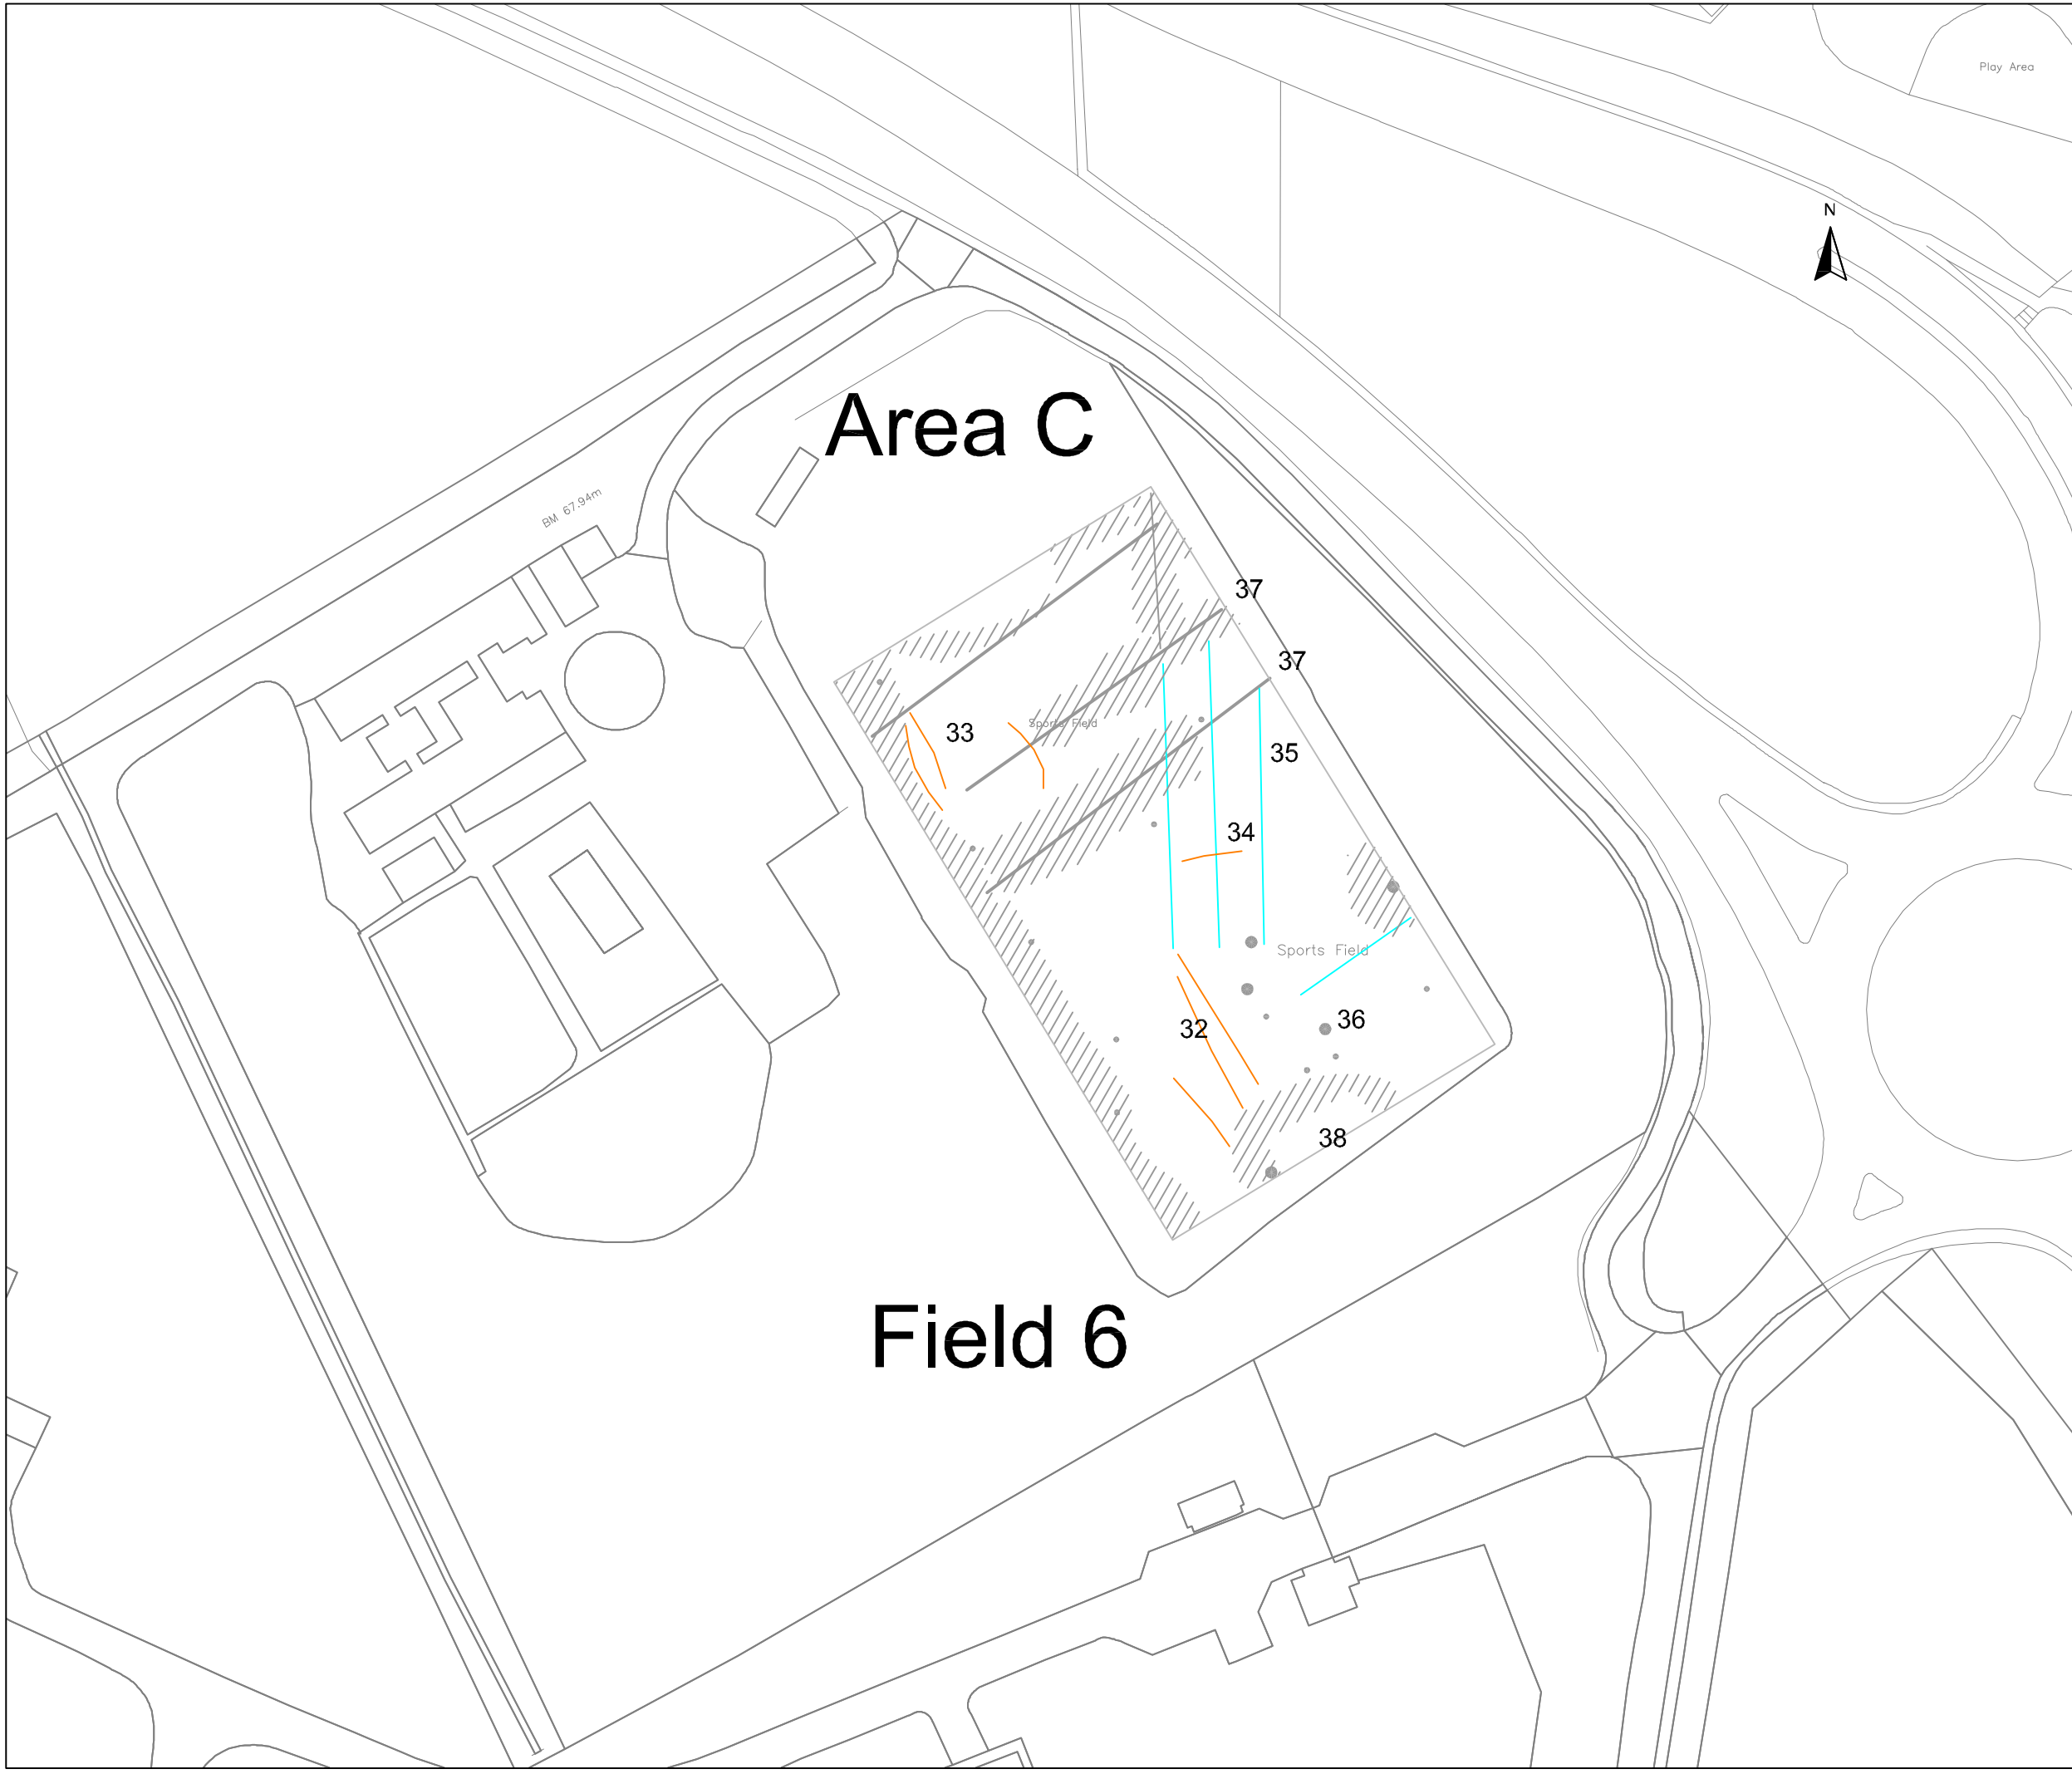 Play Area
N
Area C
BM 67.94m
37
37
33
Sports Field
35
34
Sports Field
36
32
38
Field 6